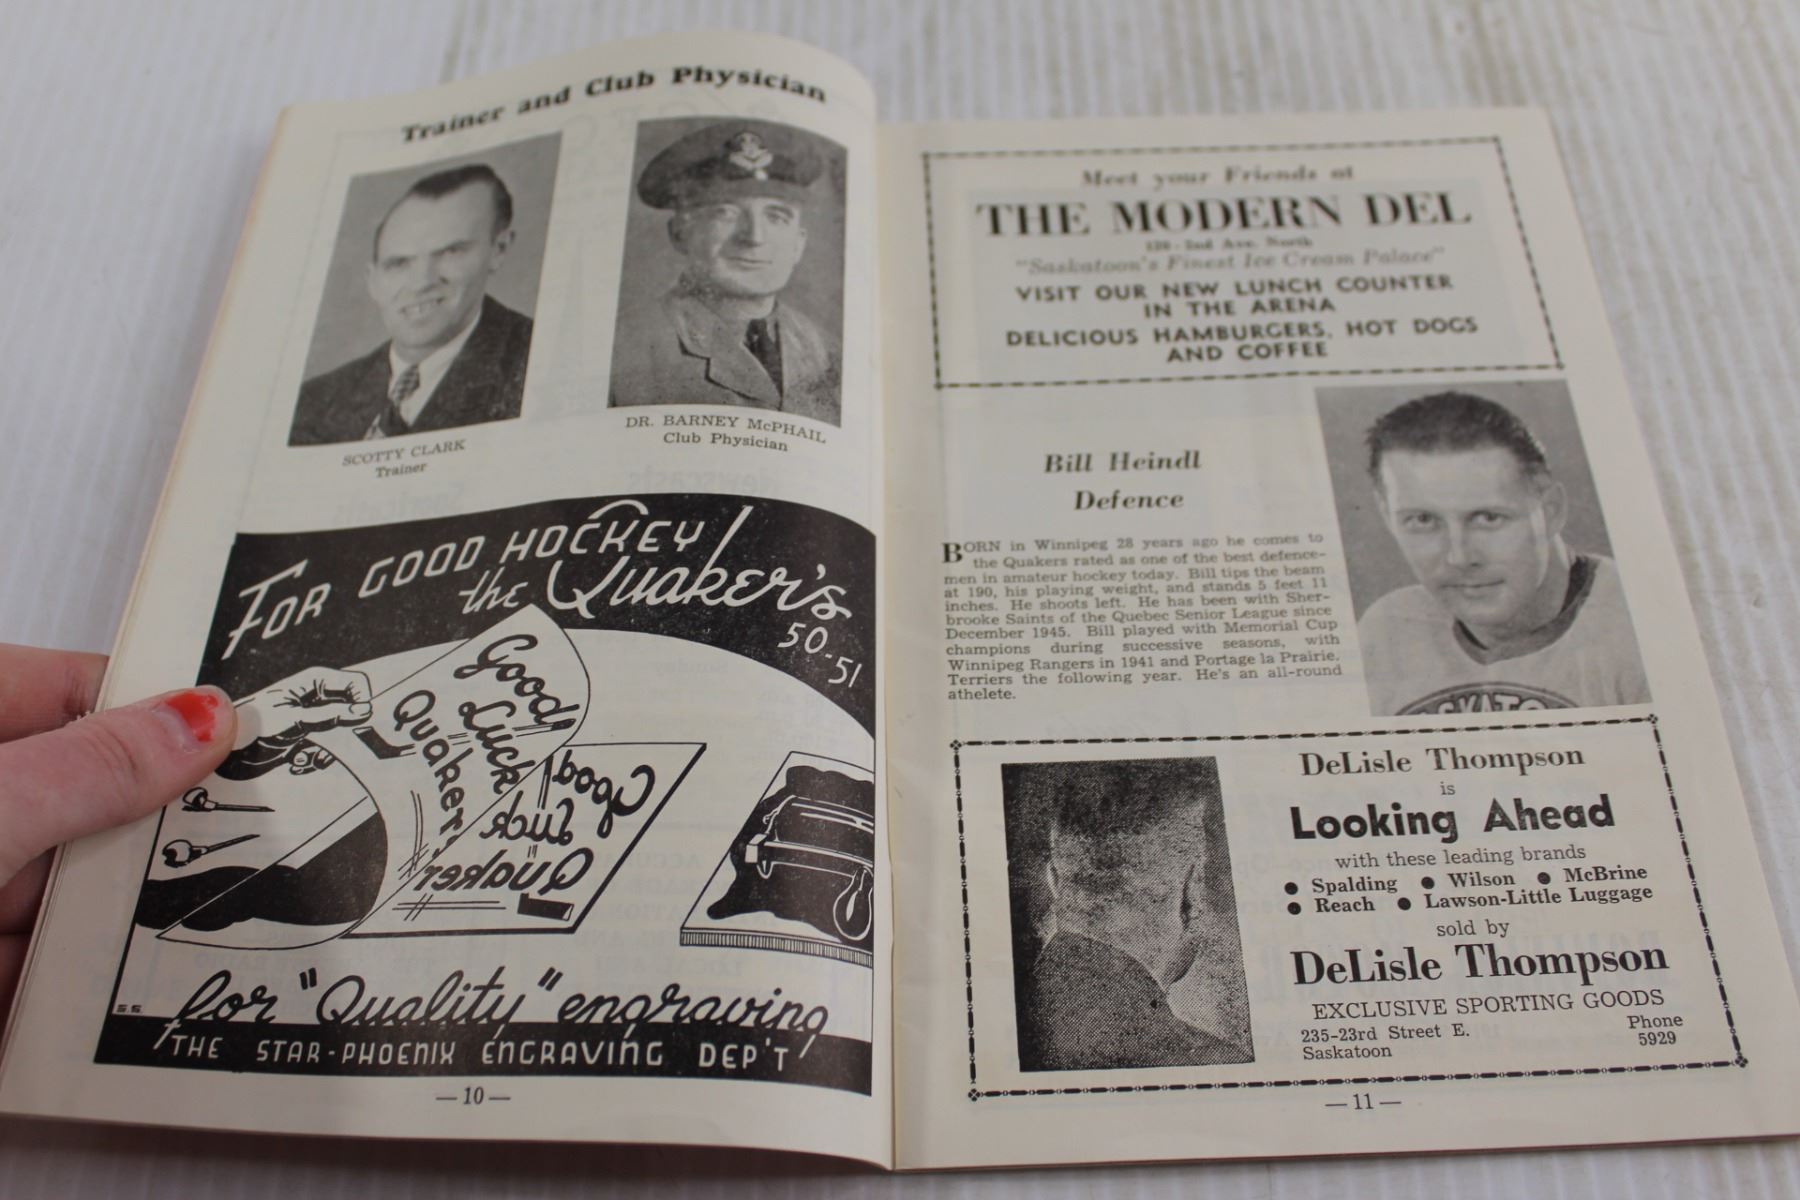 Trainer and Club Physician
SCOTTY CLARK
Trainer
DR. BARNEY McPHAIL
Club Physician
FOR GOOD HOCKEY
the QUAKER'S
50-51
Good
Luck
Quaker
Good
Luck
Quaker
for "Quality" engraving
S.S.
THE STAR-PHOENIX ENGRAVING DEP'T
—10—
Meet your Friends at
THE MODERN DEL
2nd Ave. North
"Saskatoon's Finest Ice Cream Palace"
VISIT OUR NEW LUNCH COUNTER
IN THE ARENA
DELICIOUS HAMBURGERS, HOT DOGS
AND COFFEE
Bill Heindl
Defence
BORN in Winnipeg 28 years ago he comes to
the Quakers rated as one of the best defence-
men in amateur hockey today. Bill tips the beam
at 190, his playing weight, and stands 5 feet 11
inches. He shoots left. He has been with Sher-
brooke Saints of the Quebec Senior League since
December 1945. Bill played with Memorial Cup
champions during successive seasons, with
Winnipeg Rangers in 1941 and Portage la Prairie.
Terriers the following year. He's an all-round
athelete.
SKATO
DeLisle Thompson
is
Looking Ahead
with these leading brands
● Spalding ● Wilson ● McBrine
● Reach ● Lawson-Little Luggage
sold by
DeLisle Thompson
EXCLUSIVE SPORTING GOODS
235-23rd Street E. Phone
Saskatoon 5929
—11—